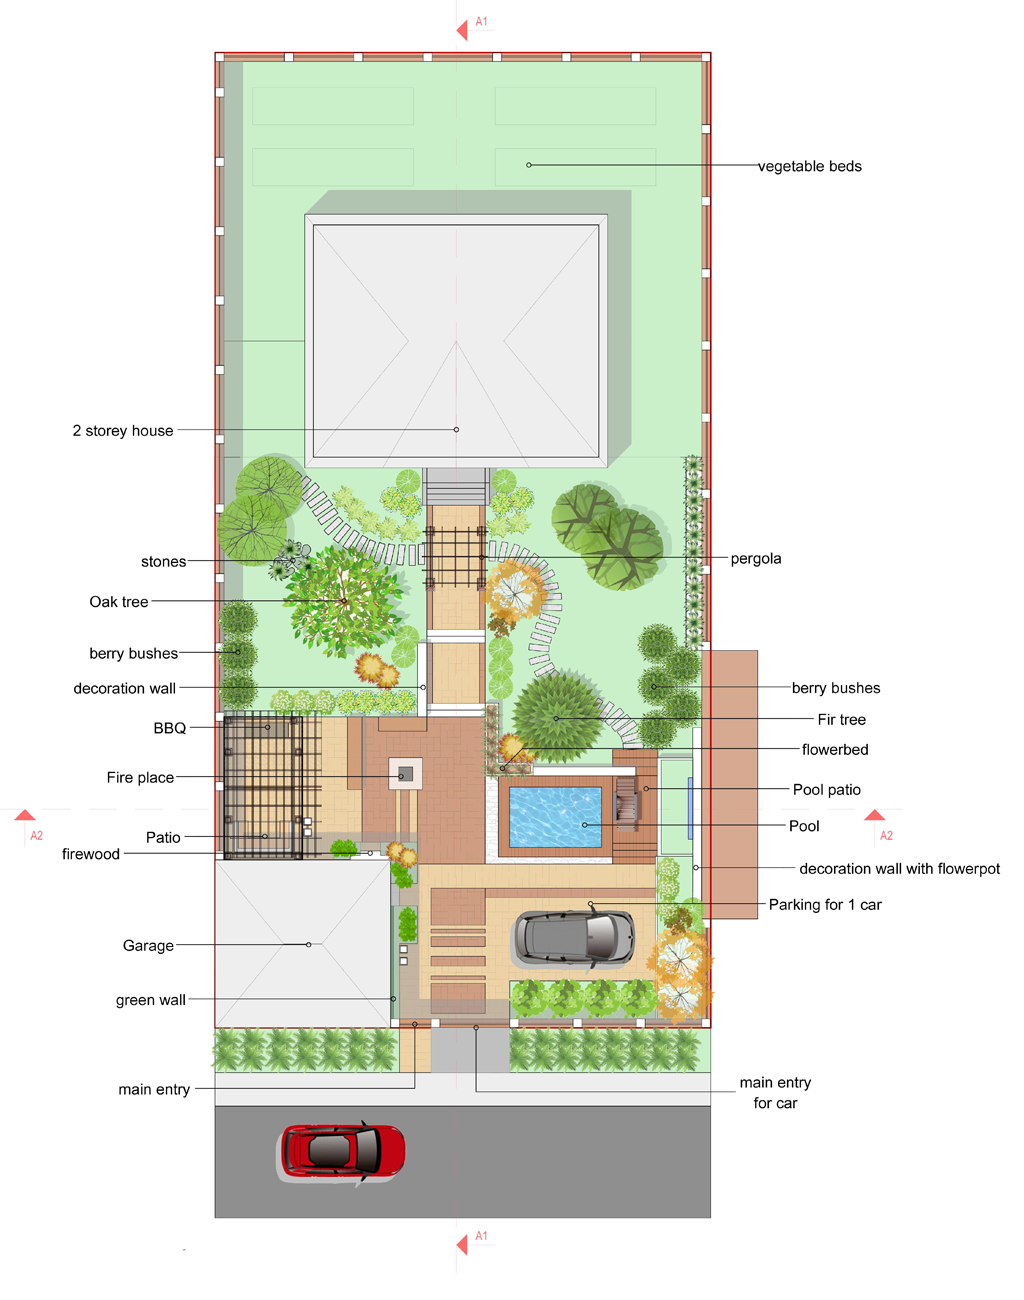 A1
vegetable beds
2 storey house
stones
pergola
Oak tree
berry bushes
decoration wall
berry bushes
BBQ
Fir tree
flowerbed
Fire place
Pool patio
A2
Patio
Pool
A2
firewood
decoration wall with flowerpot
Parking for 1 car
Garage
green wall
main entry
main entry
for car
A1